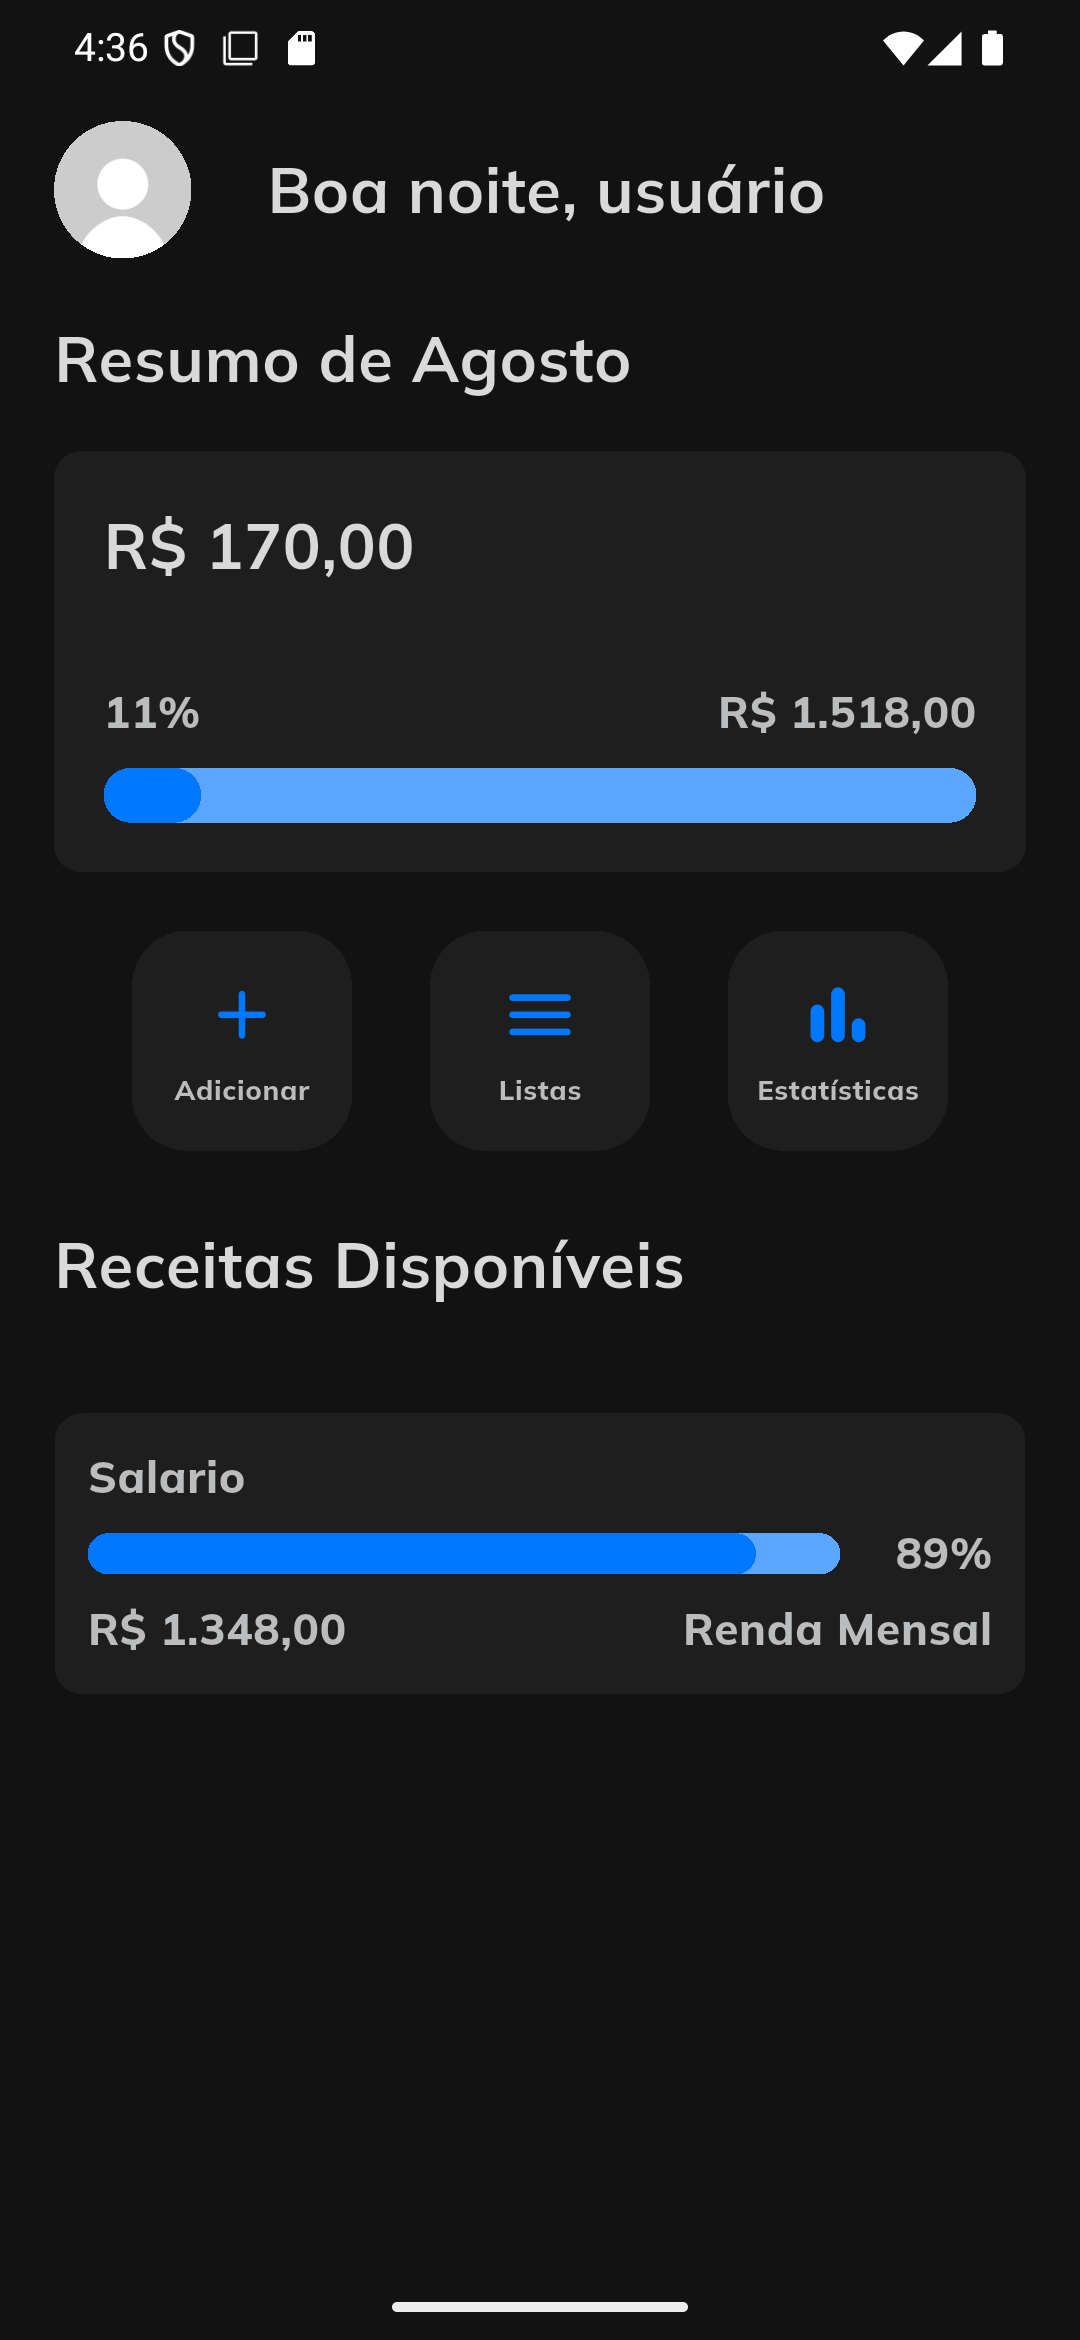 4:36
Boa noite, usuário
Resumo de Agosto
R$ 170,00
11%
R$ 1.518,00
Adicionar
Listas
Estatísticas
Receitas Disponíveis
Salario
89%
R$ 1.348,00
Renda Mensal